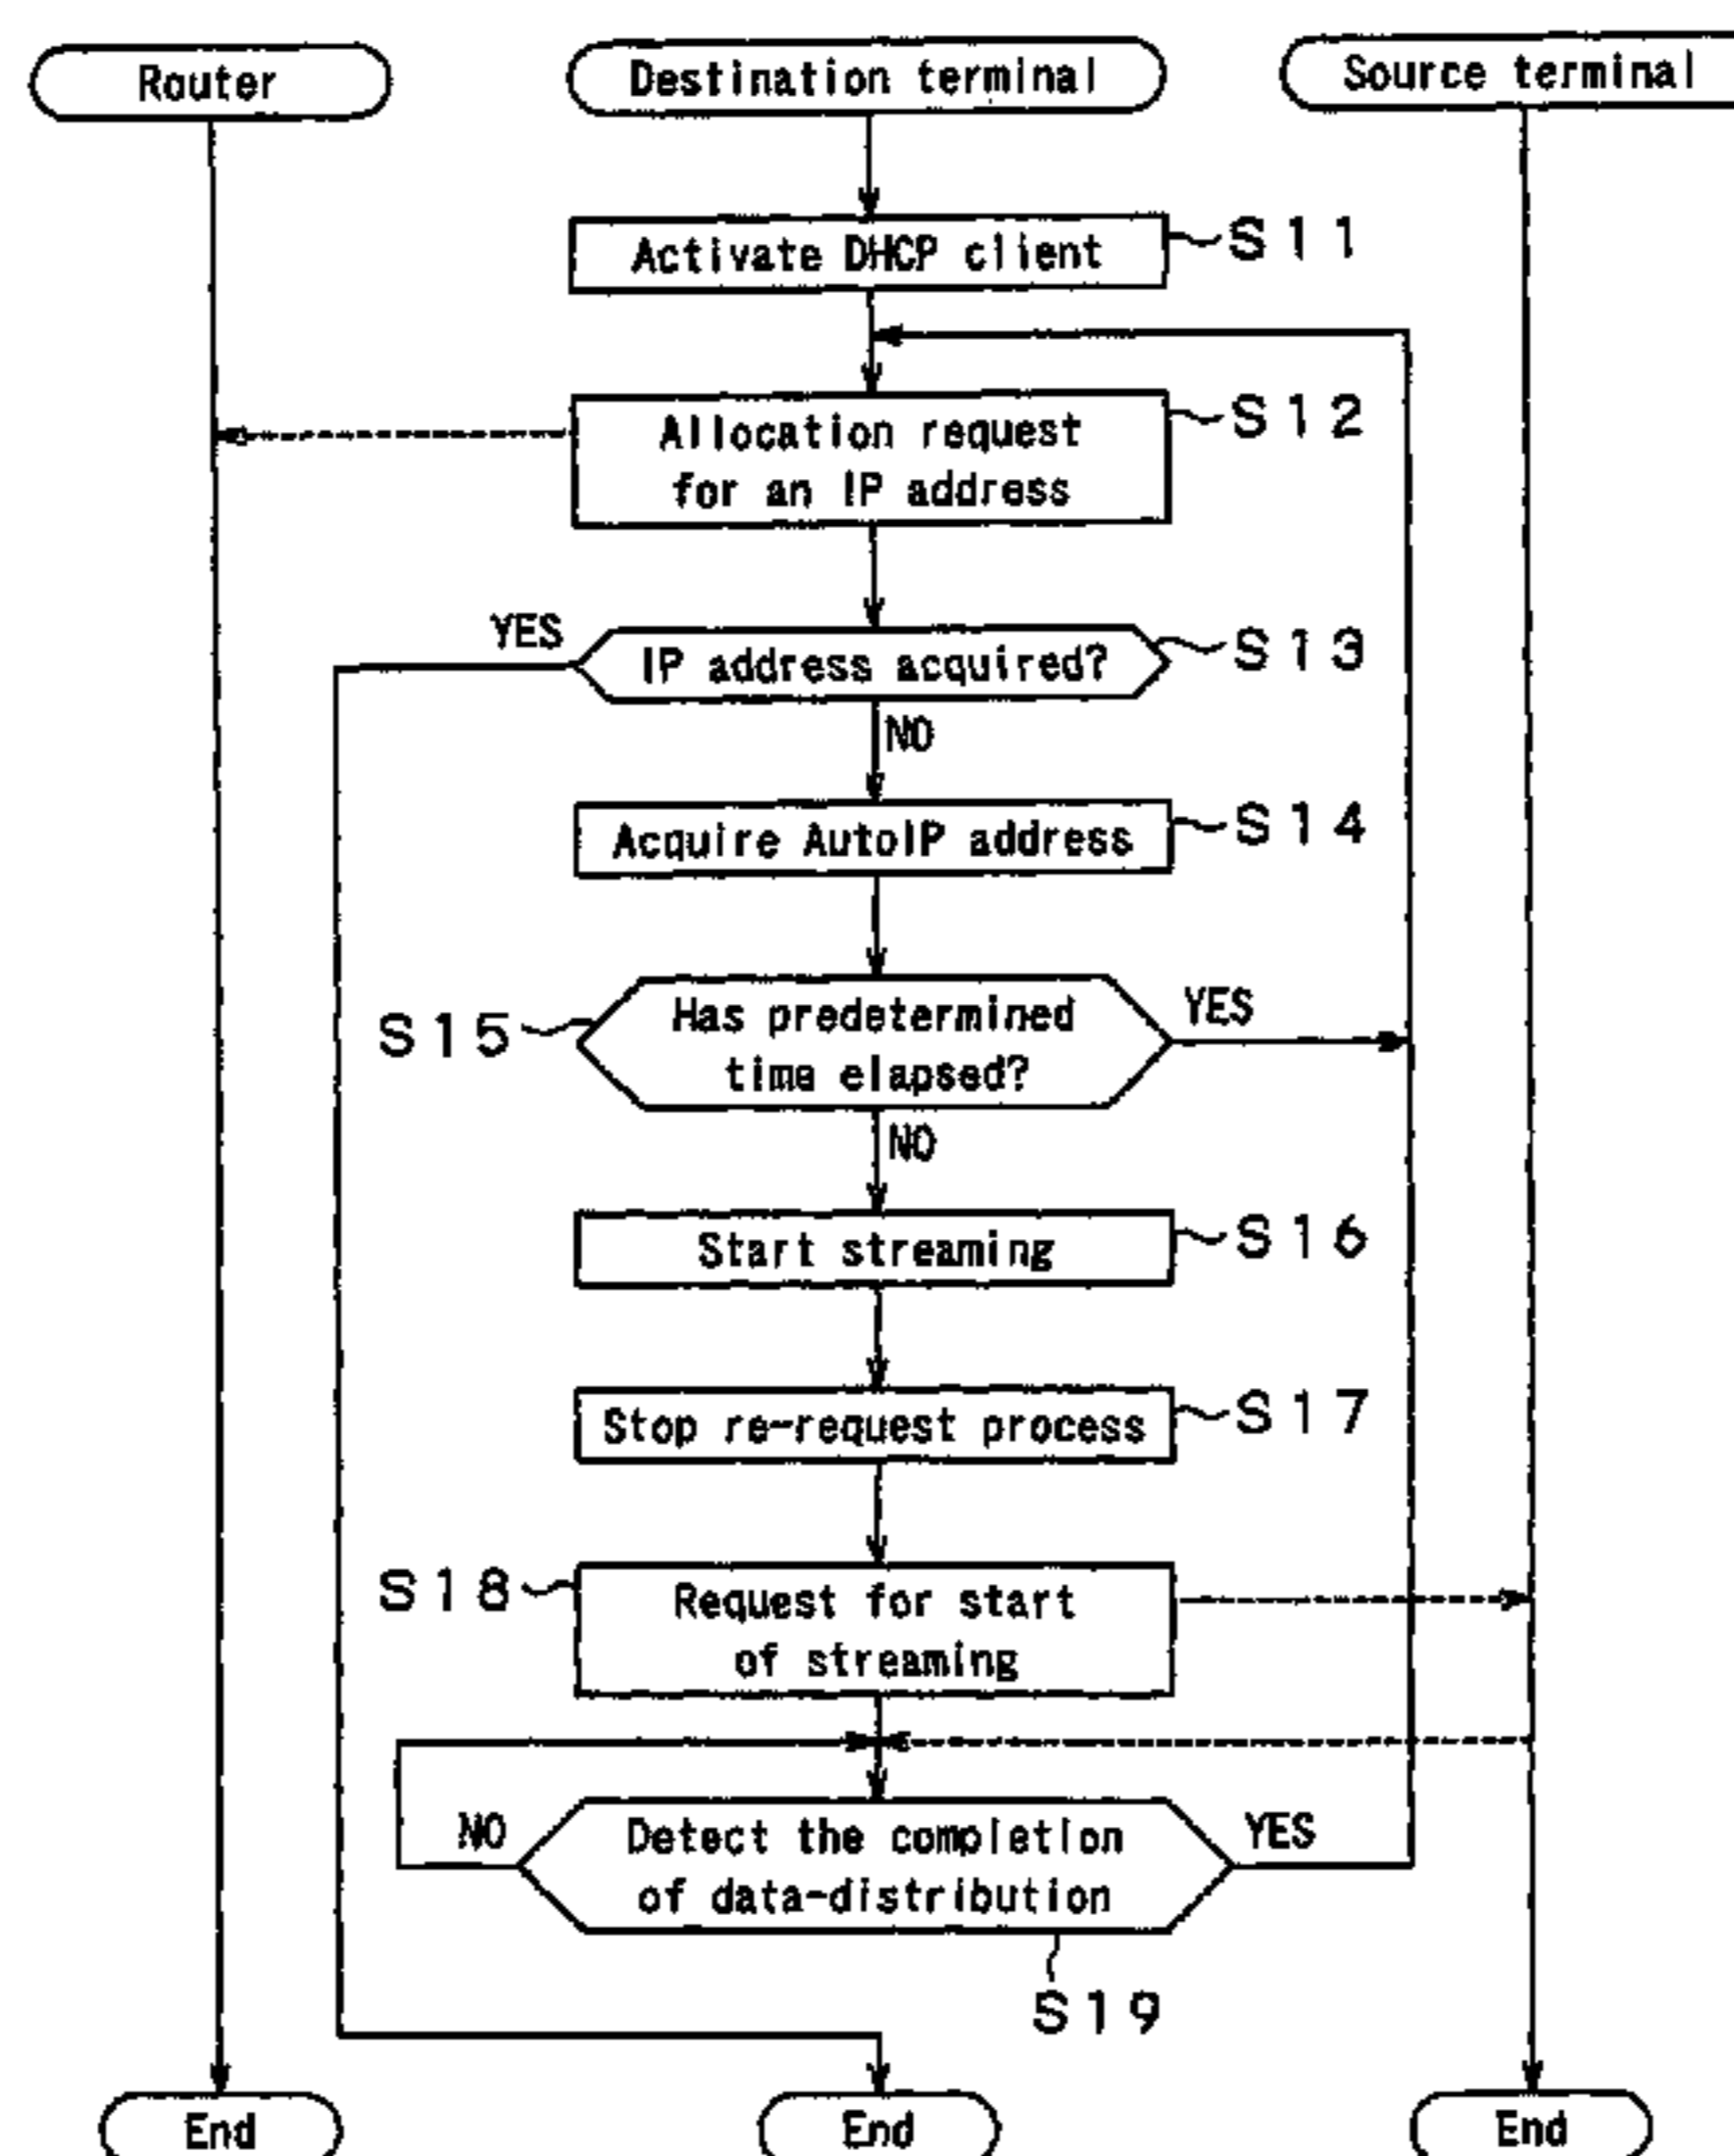 Router
Destination terminal
Source terminal
Activate DHCP client
S11
Allocation request
for an IP address
S12
YES
IP address acquired?
S13
NO
Acquire AutoIP address
S14
S15
Has predetermined
time elapsed?
YES
NO
Start streaming
S16
Stop re-request process
S17
S18
Request for start
of streaming
NO
Detect the completion
of data-distribution
YES
S19
End
End
End